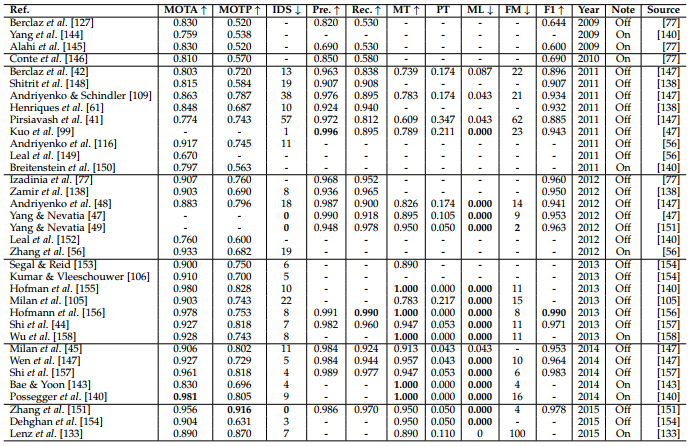 Ref. MOTA ↑ MOTP ↑ IDS ↓ Pre. ↑ Rec. ↑ MT ↑ PT ML ↓ FM ↓ F1 ↑ Year Note Source
Berclaz et al. [127] 0.830 0.520 - 0.820 0.530 - - - - 0.644 2009 Off [77]
Yang et al. [144] 0.759 0.538 - - - - - - - - 2009 On [140]
Alahi et al. [145] 0.830 0.520 - 0.690 0.530 - - - - 0.600 2009 On [77]
Conte et al. [146] 0.810 0.570 - 0.850 0.580 - - - - 0.690 2010 On [77]
Berclaz et al. [42] 0.803 0.720 13 0.963 0.838 0.739 0.174 0.087 22 0.896 2011 Off [147]
Shitrit et al. [148] 0.815 0.584 19 0.907 0.908 - - - - 0.907 2011 Off [138]
Andriyenko & Schindler [109] 0.863 0.787 38 0.976 0.895 0.783 0.174 0.043 21 0.934 2011 Off [147]
Henriques et al. [61] 0.848 0.687 10 0.924 0.940 - - - - 0.932 2011 Off [138]
Pirsiavash et al. [41] 0.774 0.743 57 0.972 0.812 0.609 0.347 0.043 62 0.885 2011 Off [147]
Kuo et al. [99] - - 1 0.996 0.895 0.789 0.211 0.000 23 0.943 2011 Off [47]
Andriyenko et al. [116] 0.917 0.745 11 - - - - - - - 2011 Off [56]
Leal et al. [149] 0.670 - - - - - - - - - 2011 Off [56]
Breitenstein et al. [150] 0.797 0.563 - - - - - - - - 2011 On [140]
Izadinia et al. [77] 0.907 0.760 - 0.968 0.952 - - - - 0.960 2012 Off [77]
Zamir et al. [138] 0.903 0.690 8 0.936 0.965 - - - - 0.950 2012 Off [138]
Andriyenko et al. [48] 0.883 0.796 18 0.987 0.900 0.826 0.174 0.000 14 0.941 2012 Off [147]
Yang & Nevatia [47] - - 0 0.990 0.918 0.895 0.105 0.000 9 0.953 2012 Off [47]
Yang & Nevatia [49] - - 0 0.948 0.978 0.950 0.050 0.000 2 0.963 2012 Off [151]
Leal et al. [152] 0.760 0.600 - - - - - - - - 2012 Off [140]
Zhang et al. [56] 0.933 0.682 19 - - - - - - - 2012 On [56]
Segal & Reid [153] 0.900 0.750 6 - - 0.890 - - - - 2013 Off [154]
Kumar & Vleeschouwer [106] 0.910 0.700 5 - - - - - - - 2013 Off [154]
Hofman et al. [155] 0.980 0.828 10 - - 1.000 0.000 0.000 11 - 2013 Off [140]
Milan et al. [105] 0.903 0.743 22 - - 0.783 0.217 0.000 15 - 2013 Off [105]
Hofmann et al. [156] 0.978 0.753 8 0.991 0.990 1.000 0.000 0.000 8 0.990 2013 Off [156]
Shi et al. [44] 0.927 0.818 7 0.982 0.960 0.947 0.053 0.000 11 0.971 2013 Off [157]
Wu et al. [158] 0.928 0.743 8 - - 1.000 0.000 0.000 11 - 2013 On [158]
Milan et al. [45] 0.906 0.802 11 0.984 0.924 0.913 0.043 0.043 - 0.953 2014 Off [147]
Wen et al. [147] 0.927 0.729 5 0.984 0.944 0.957 0.043 0.000 10 0.964 2014 Off [147]
Shi et al. [157] 0.961 0.818 4 0.989 0.977 0.947 0.053 0.000 6 0.983 2014 Off [157]
Bae & Yoon [143] 0.830 0.696 4 - - 1.000 0.000 0.000 4 - 2014 On [143]
Possegger et al. [140] 0.981 0.805 9 - - 1.000 0.000 0.000 16 - 2014 On [140]
Zhang et al. [151] 0.956 0.916 0 0.986 0.970 0.950 0.050 0.000 4 0.978 2015 Off [151]
Dehghan et al. [154] 0.904 0.631 3 - - 0.950 0.050 0.000 - - 2015 Off [154]
Lenz et al. [133] 0.890 0.870 7 - - 0.890 0.110 0 100 - 2015 On [133]